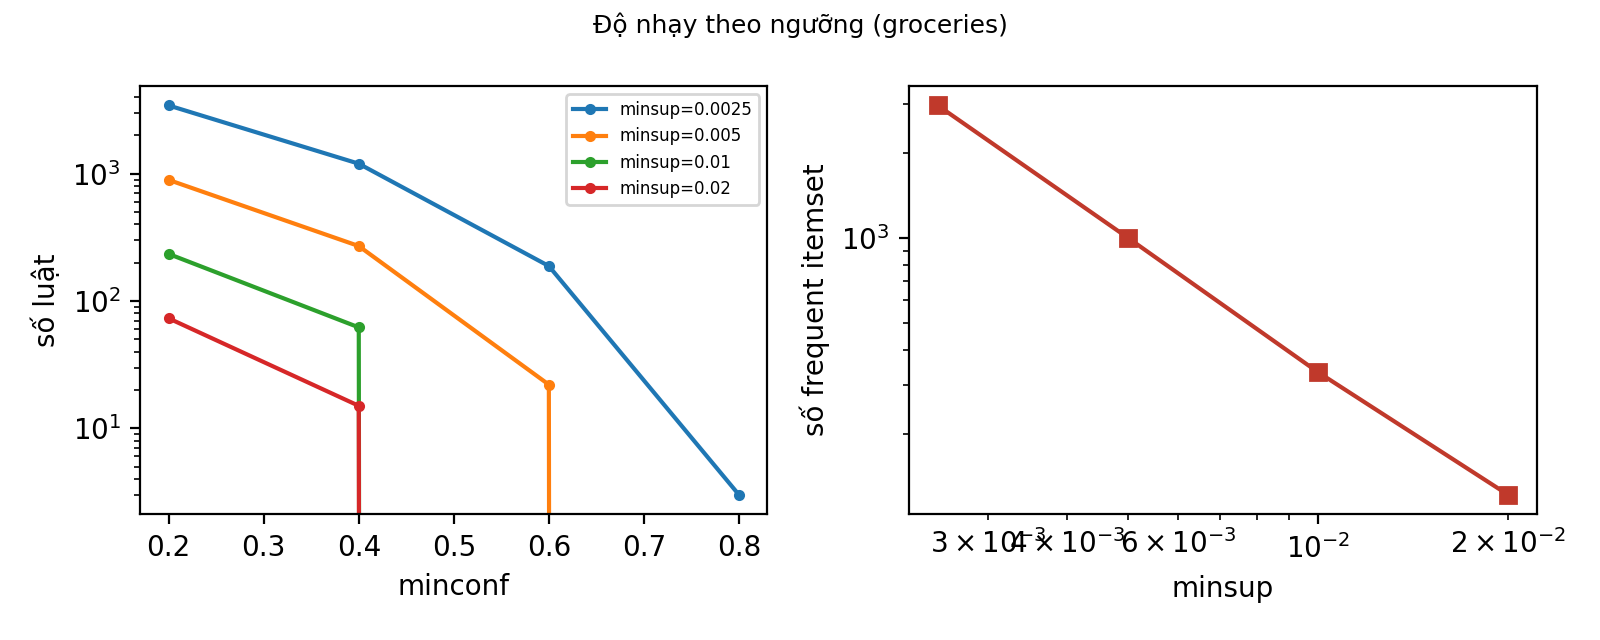 Độ nhạy theo ngưỡng (groceries)
số luật
10³
10²
10¹
minsup=0.0025
minsup=0.005
minsup=0.01
minsup=0.02
0.2 0.3 0.4 0.5 0.6 0.7 0.8
minconf
số frequent itemset
10³
3 × 10⁻³ 4 × 10⁻³ 6 × 10⁻³ 10⁻² 2 × 10⁻²
minsup